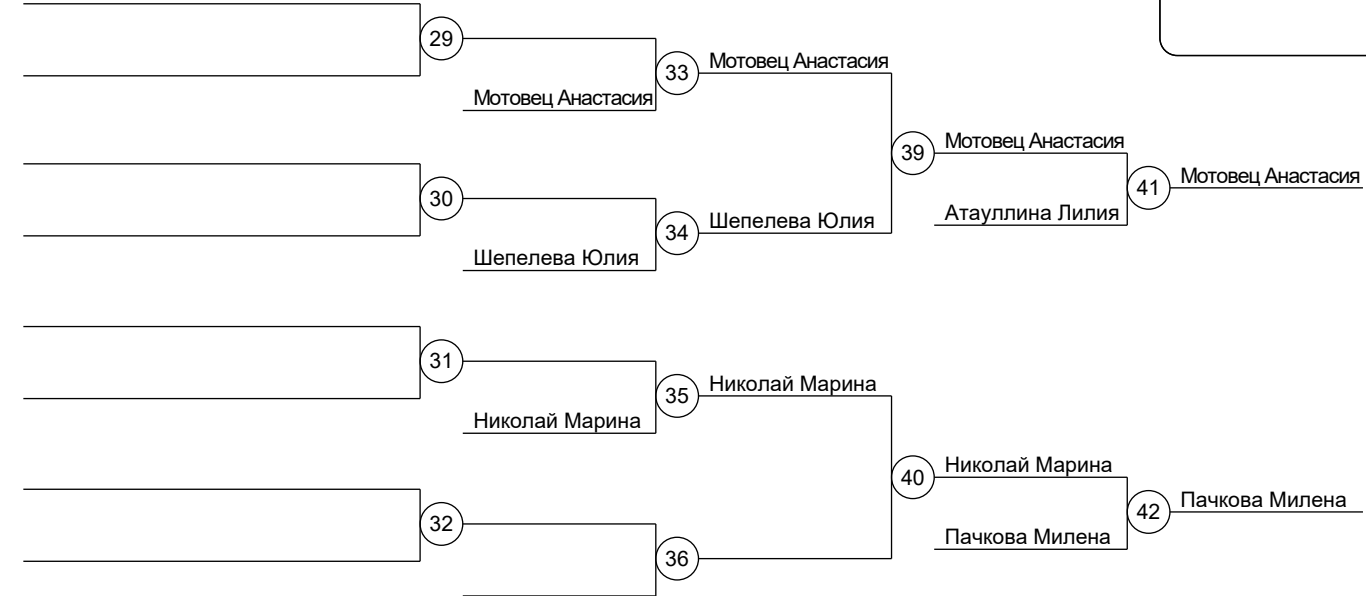 29
Мотовец Анастасия
33
Мотовец Анастасия
39
Мотовец Анастасия
41
Мотовец Анастасия
30
Шепелева Юлия
34
Шепелева Юлия
Атауллина Лилия
31
Николай Марина
35
Николай Марина
40
Николай Марина
42
Пачкова Милена
32
36
Пачкова Милена